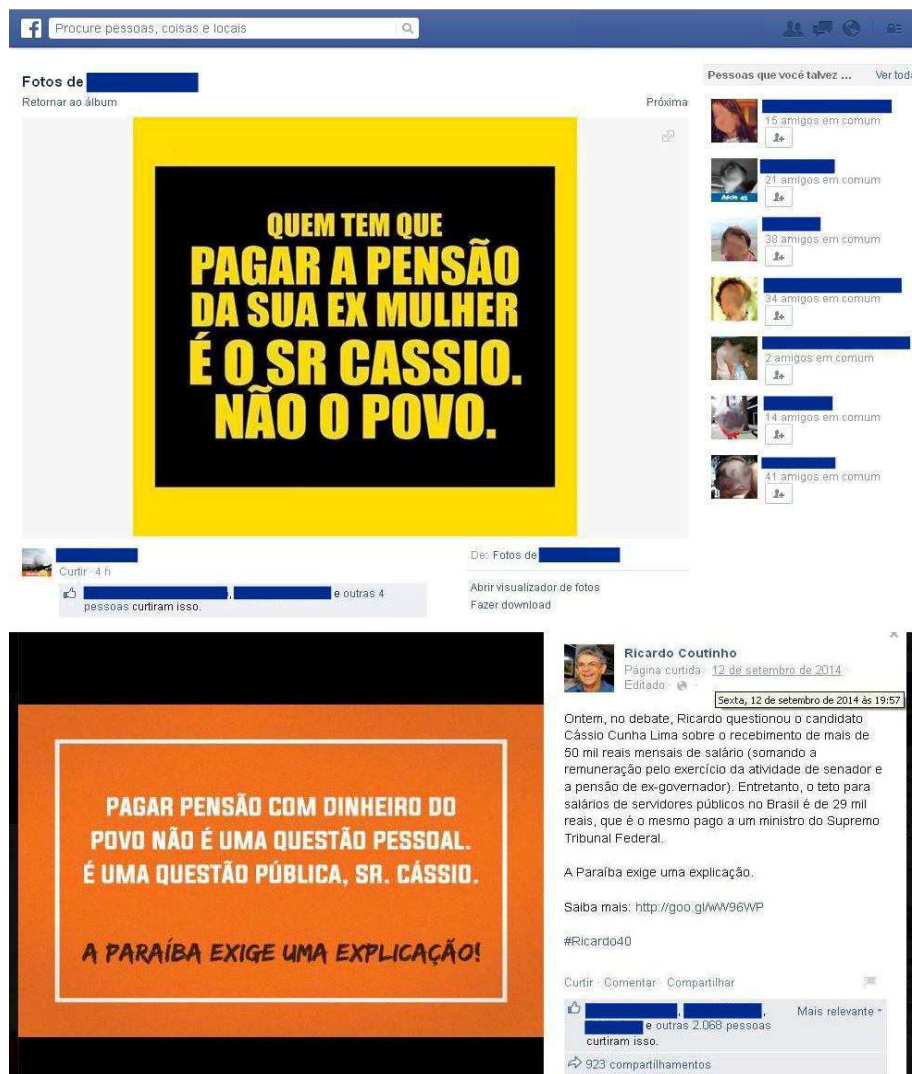 Procure pessoas, coisas e locais
Fotos de
Retornar ao álbum
Próxima
QUEM TEM QUE
PAGAR A PENSÃO
DA SUA EX MULHER
É O SR CASSIO.
NÃO O POVO.
Curtir · 4 h
e outras 4
pessoas curtiram isso.
De: Fotos de
Abrir visualizador de fotos
Fazer download
Pessoas que você talvez ...
Ver toda
15 amigos em comum
21 amigos em comum
Aécio 45
38 amigos em comum
34 amigos em comum
2 amigos em comum
14 amigos em comum
41 amigos em comum
PAGAR PENSÃO COM DINHEIRO DO
POVO NÃO É UMA QUESTÃO PESSOAL.
É UMA QUESTÃO PÚBLICA, SR. CÁSSIO.
A PARAÍBA EXIGE UMA EXPLICAÇÃO!
Ricardo Coutinho
Página curtida · 12 de setembro de 2014 ·
Editado ·
Sexta, 12 de setembro de 2014 às 19:57
Ontem, no debate, Ricardo questionou o candidato
Cássio Cunha Lima sobre o recebimento de mais de
50 mil reais mensais de salário (somando a
remuneração pelo exercício da atividade de senador e
a pensão de ex-governador). Entretanto, o teto para
salários de servidores públicos no Brasil é de 29 mil
reais, que é o mesmo pago a um ministro do Supremo
Tribunal Federal.
A Paraíba exige uma explicação.
Saiba mais: http://goo.gl/wW96WP
#Ricardo40
Curtir · Comentar · Compartilhar
Mais relevante
e outras 2.068 pessoas
curtiram isso.
923 compartilhamentos